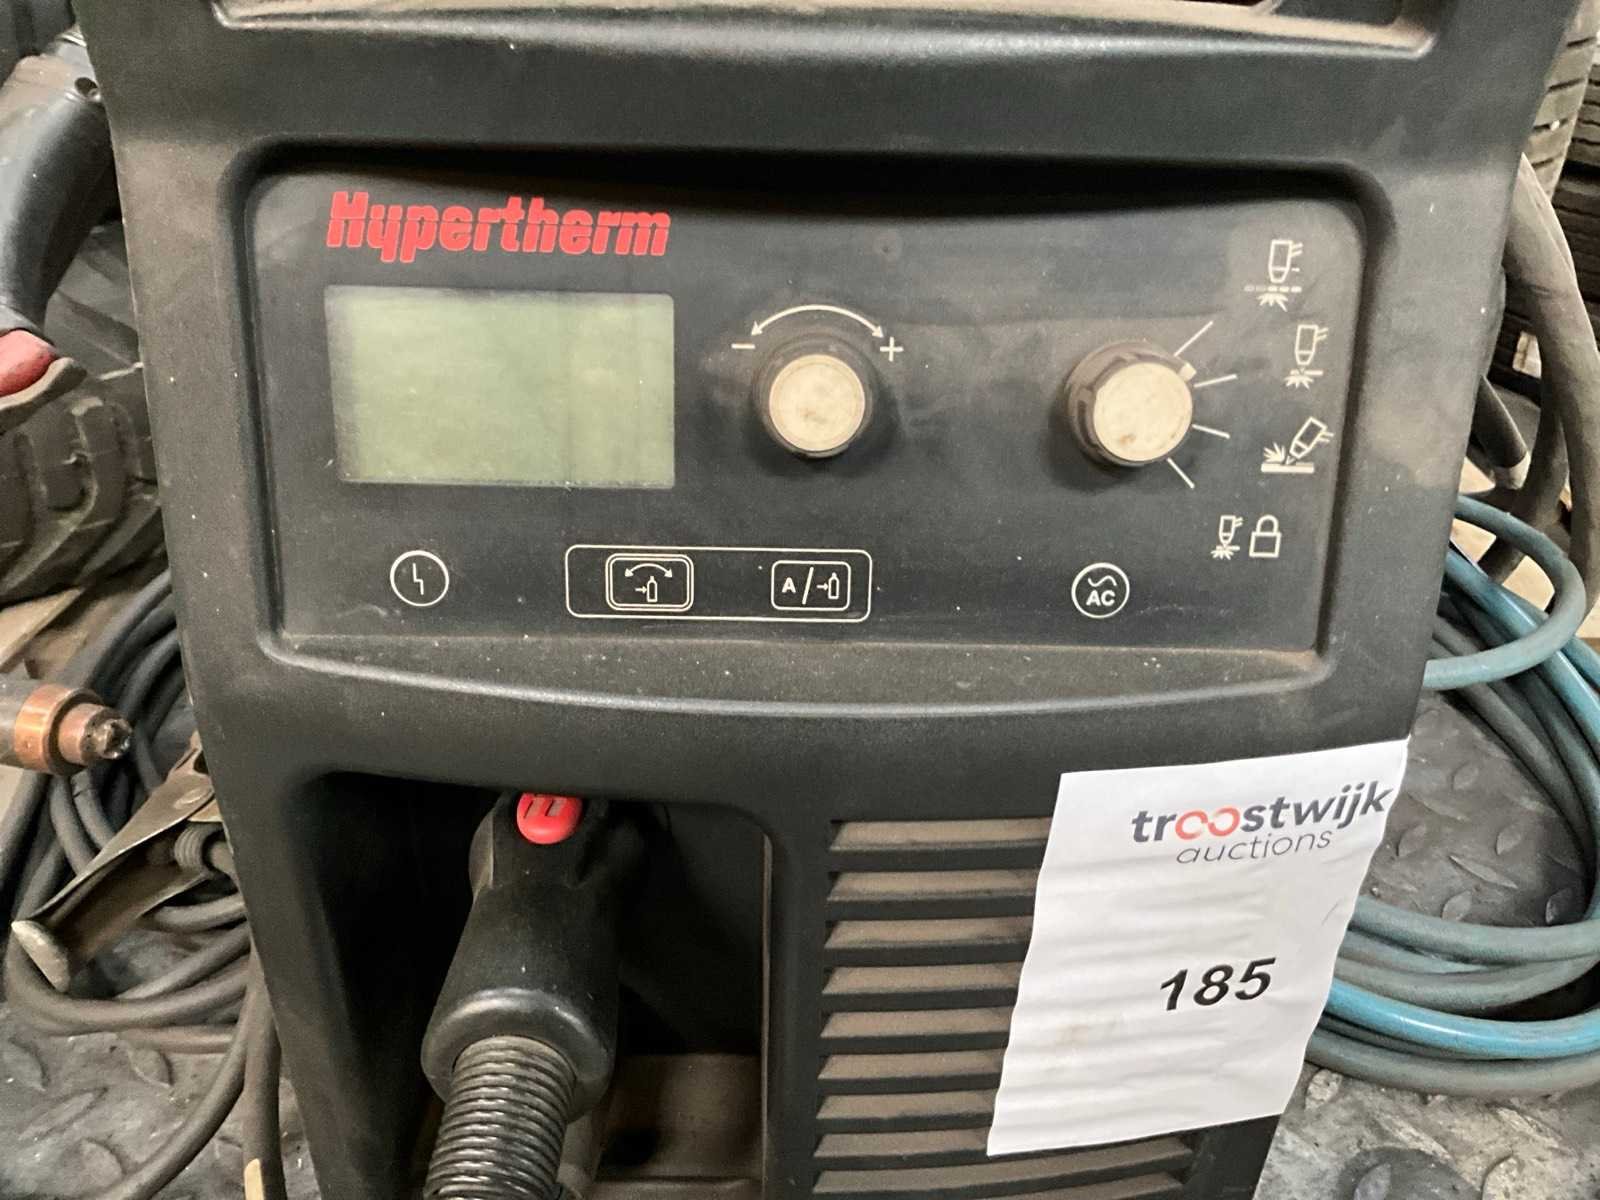 Hypertherm
- +
A/
AC
troostwijk
auctions
185